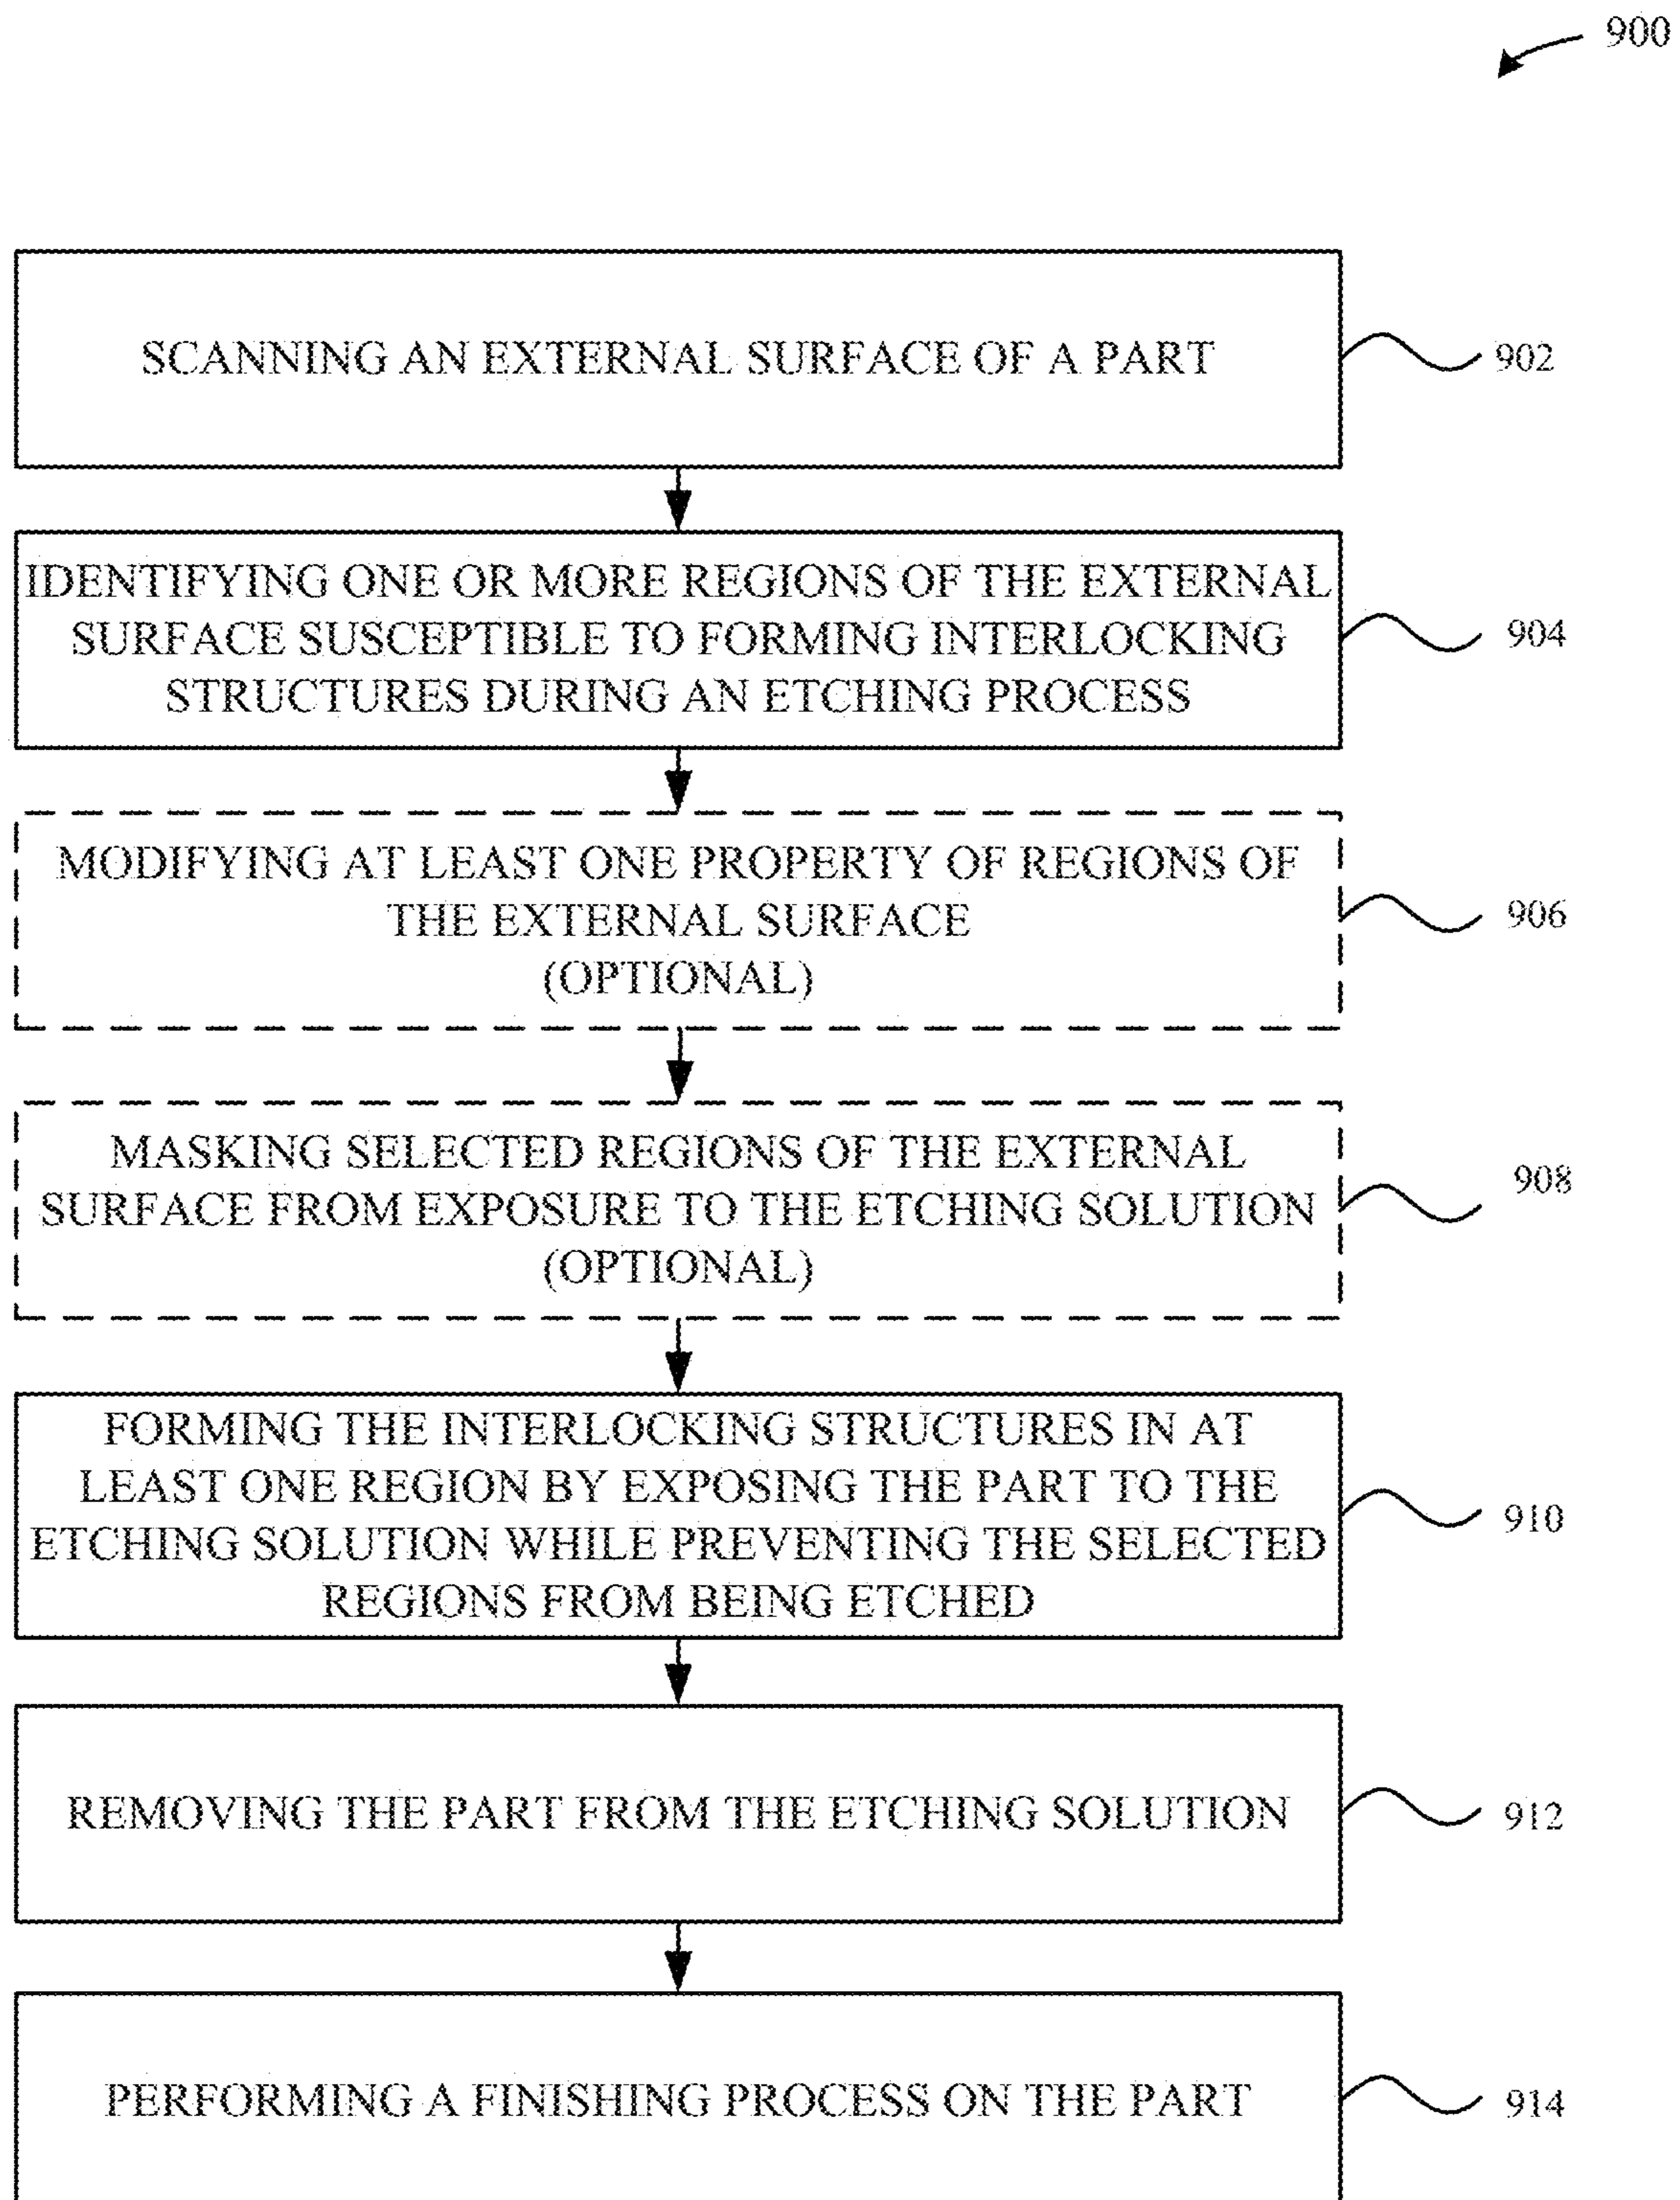 900
SCANNING AN EXTERNAL SURFACE OF A PART
902
IDENTIFYING ONE OR MORE REGIONS OF THE EXTERNAL
SURFACE SUSCEPTIBLE TO FORMING INTERLOCKING
STRUCTURES DURING AN ETCHING PROCESS
904
MODIFYING AT LEAST ONE PROPERTY OF REGIONS OF
THE EXTERNAL SURFACE
(OPTIONAL)
906
MASKING SELECTED REGIONS OF THE EXTERNAL
SURFACE FROM EXPOSURE TO THE ETCHING SOLUTION
(OPTIONAL)
908
FORMING THE INTERLOCKING STRUCTURES IN AT
LEAST ONE REGION BY EXPOSING THE PART TO THE
ETCHING SOLUTION WHILE PREVENTING THE SELECTED
REGIONS FROM BEING ETCHED
910
REMOVING THE PART FROM THE ETCHING SOLUTION
912
PERFORMING A FINISHING PROCESS ON THE PART
914